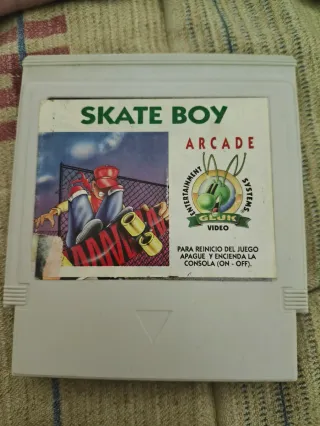 SKATE BOY
ARCADE
ENTERTAINMENT SYSTEMS
GLUK
VIDEO
PARA REINICIO DEL JUEGO
APAGUE Y ENCIENDA LA
CONSOLA (ON - OFF).